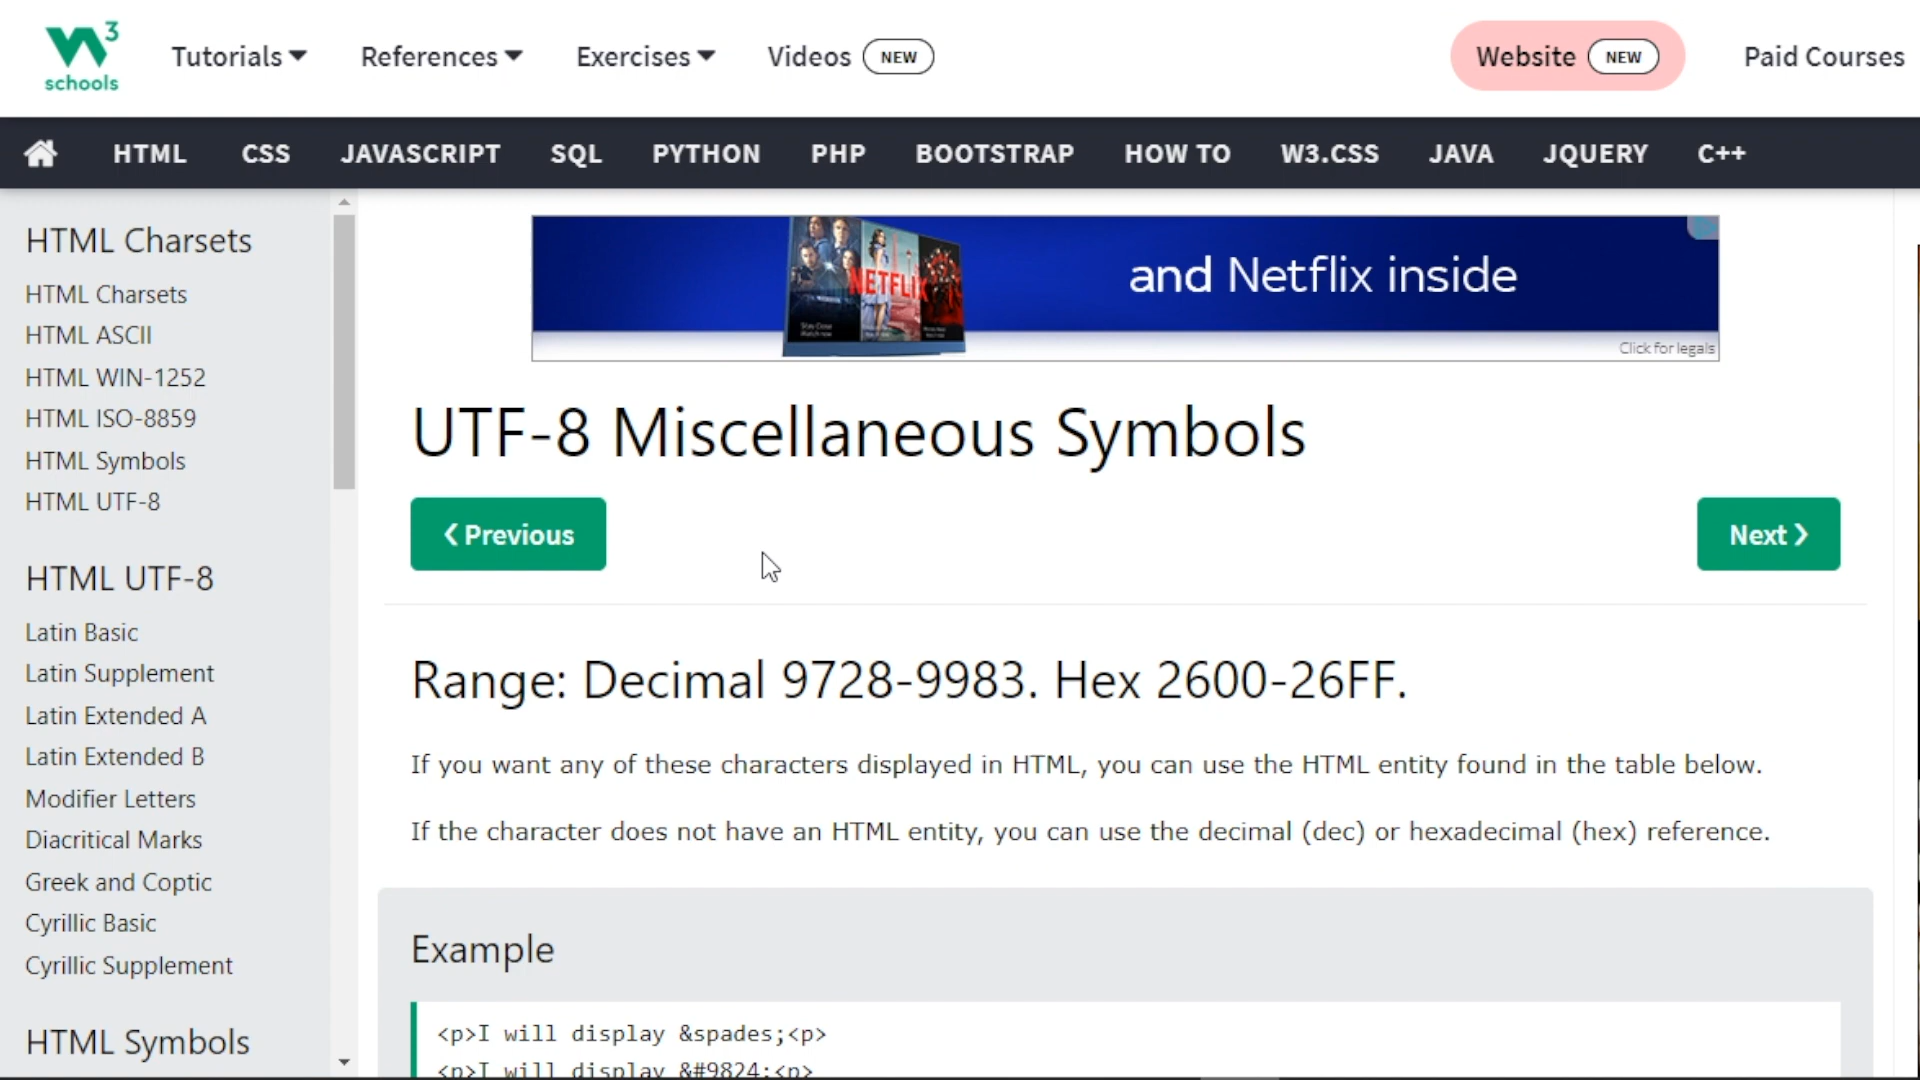 W3 schools
Tutorials References Exercises Videos NEW Website NEW Paid Courses
HTML CSS JAVASCRIPT SQL PYTHON PHP BOOTSTRAP HOW TO W3.CSS JAVA JQUERY C++
HTML Charsets
HTML Charsets
HTML ASCII
HTML WIN-1252
HTML ISO-8859
HTML Symbols
HTML UTF-8
HTML UTF-8
Latin Basic
Latin Supplement
Latin Extended A
Latin Extended B
Modifier Letters
Diacritical Marks
Greek and Coptic
Cyrillic Basic
Cyrillic Supplement
HTML Symbols
NETFLIX
and Netflix inside
Click for legals
UTF-8 Miscellaneous Symbols
❮ Previous
Next ❯
Range: Decimal 9728-9983. Hex 2600-26FF.
If you want any of these characters displayed in HTML, you can use the HTML entity found in the table below.
If the character does not have an HTML entity, you can use the decimal (dec) or hexadecimal (hex) reference.
Example
<p>I will display &spades;<p>
<p>I will display &#9824;<p>